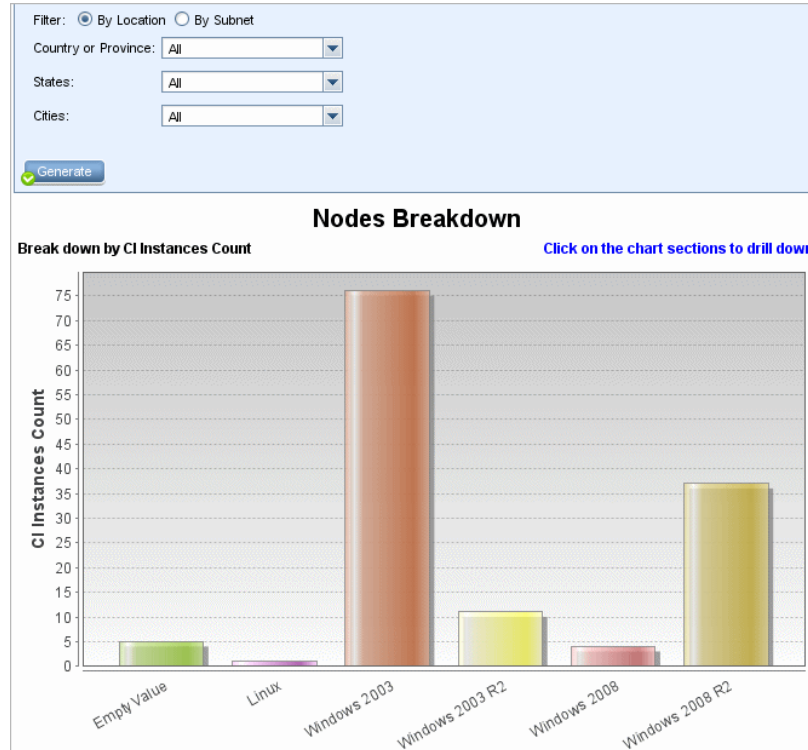 Filter: By Location By Subnet
Country or Province: All
States: All
Cities: All
Generate
Nodes Breakdown
Break down by CI Instances Count Click on the chart sections to drill down
CI Instances Count
75
70
65
60
55
50
45
40
35
30
25
20
15
10
5
0
Empty Value
Linux
Windows 2003
Windows 2003 R2
Windows 2008
Windows 2008 R2